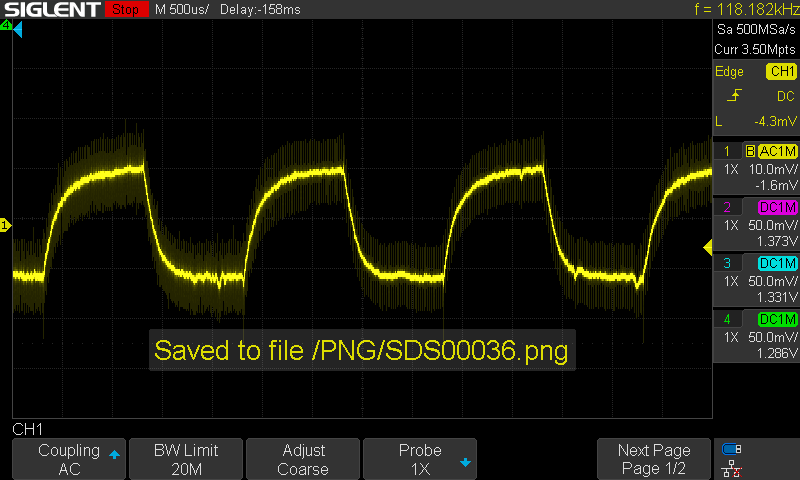 SIGLENT Stop M 500us/ Delay:-158ms f = 118.182kHz
Sa 500MSa/s
Curr 3.50Mpts
Edge CH1
DC
L -4.3mV
1 B AC1M
1X 10.0mV/
-1.6mV
2 DC1M
1X 50.0mV/
1.373V
3 DC1M
1X 50.0mV/
1.331V
4 DC1M
1X 50.0mV/
1.286V
4
1
Saved to file /PNG/SDS00036.png
CH1
Coupling
AC
BW Limit
20M
Adjust
Coarse
Probe
1X
Next Page
Page 1/2